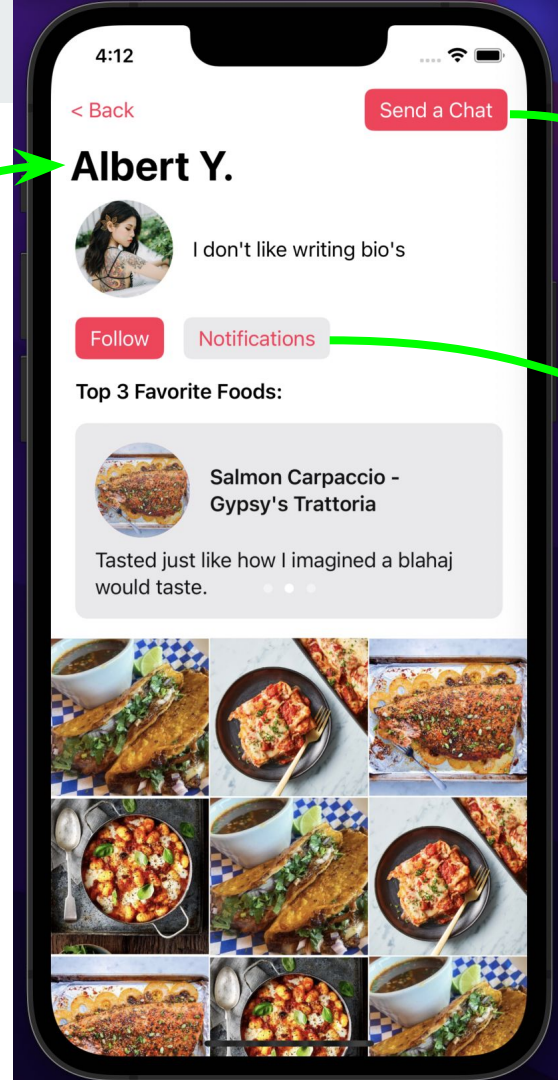 4:12
< Back
Send a Chat
Albert Y.
I don't like writing bio's
Follow
Notifications
Top 3 Favorite Foods:
Salmon Carpaccio -
Gypsy's Trattoria
Tasted just like how I imagined a blahaj
would taste.